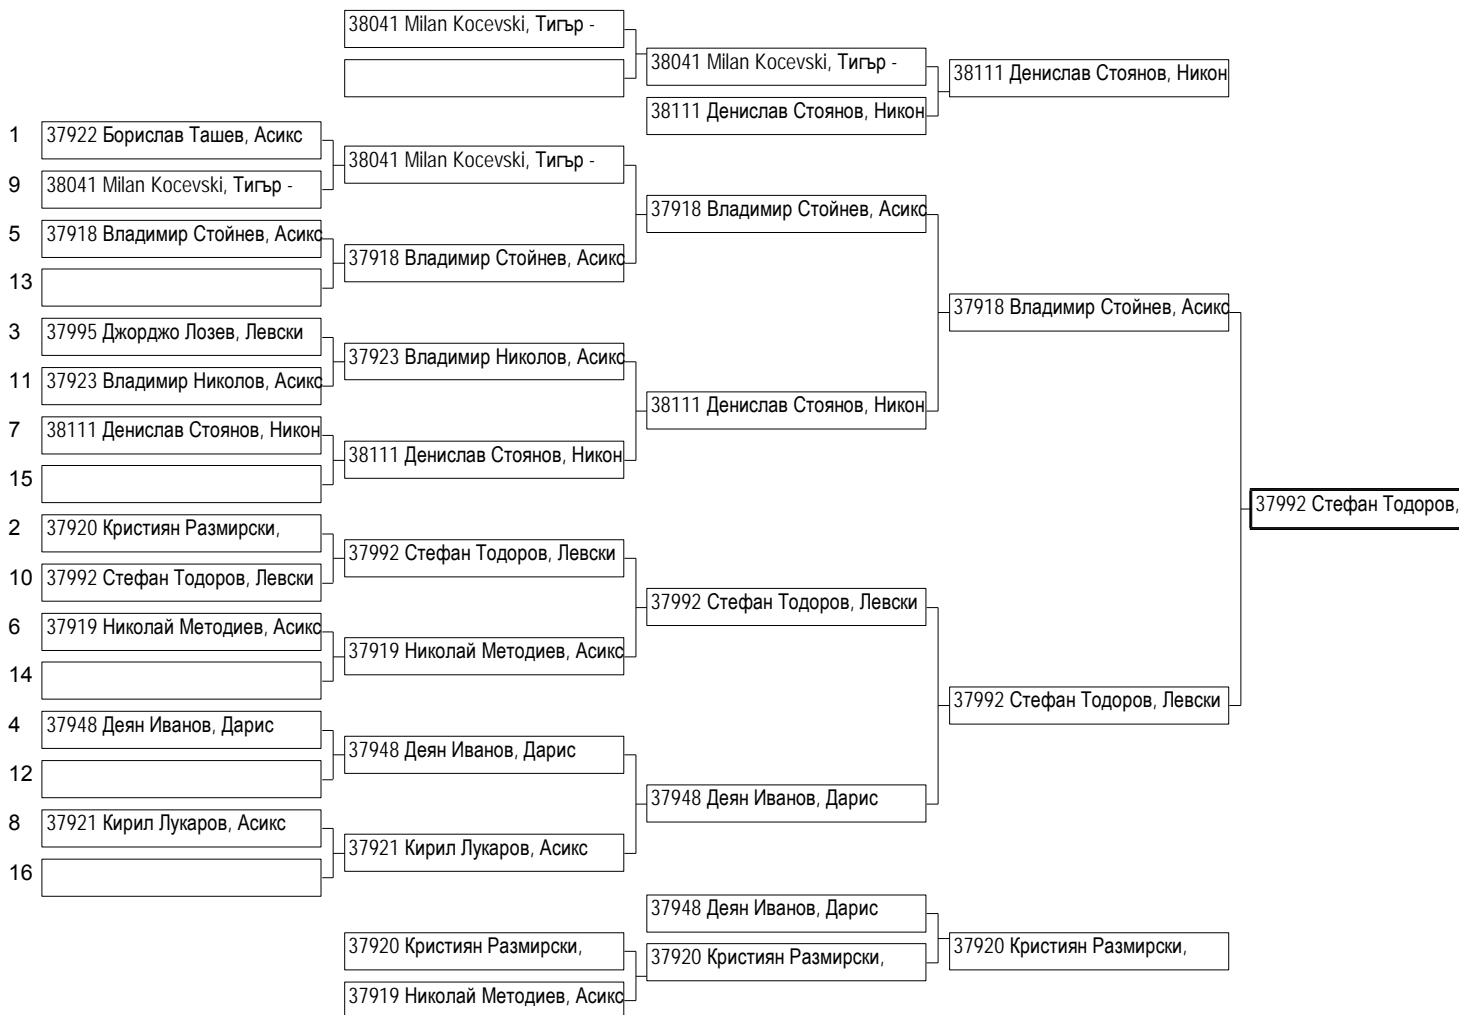 38041 Milan Kocevski, Тигър -
38041 Milan Kocevski, Тигър -
38111 Денислав Стоянов, Никон
38111 Денислав Стоянов, Никон
1 37922 Борислав Ташев, Асикс
38041 Milan Kocevski, Тигър -
9 38041 Milan Kocevski, Тигър -
37918 Владимир Стойнев, Асикс
5 37918 Владимир Стойнев, Асикс
37918 Владимир Стойнев, Асикс
13
37918 Владимир Стойнев, Асикс
3 37995 Джорджо Лозев, Левски
37923 Владимир Николов, Асикс
11 37923 Владимир Николов, Асикс
38111 Денислав Стоянов, Никон
7 38111 Денислав Стоянов, Никон
38111 Денислав Стоянов, Никон
15
37992 Стефан Тодоров,
2 37920 Кристиян Размирски,
37992 Стефан Тодоров, Левски
10 37992 Стефан Тодоров, Левски
37992 Стефан Тодоров, Левски
6 37919 Николай Методиев, Асикс
37919 Николай Методиев, Асикс
14
37992 Стефан Тодоров, Левски
4 37948 Деян Иванов, Дарис
37948 Деян Иванов, Дарис
12
37948 Деян Иванов, Дарис
8 37921 Кирил Лукаров, Асикс
37921 Кирил Лукаров, Асикс
16
37948 Деян Иванов, Дарис
37920 Кристиян Размирски,
37920 Кристиян Размирски,
37920 Кристиян Размирски,
37919 Николай Методиев, Асикс